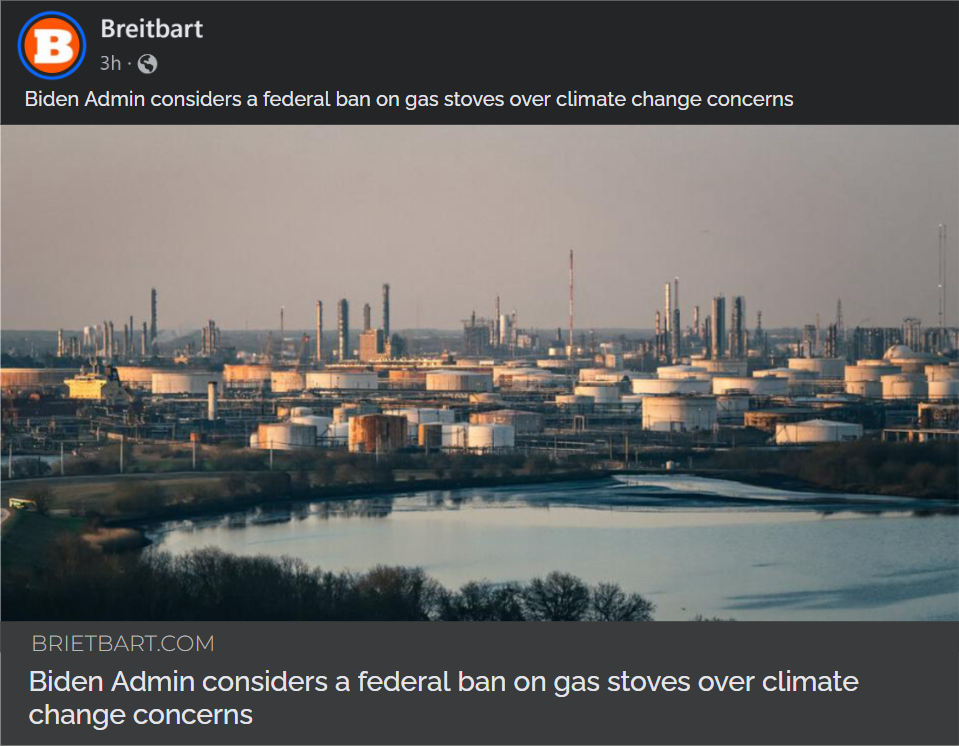 B
Breitbart
3h ·
Biden Admin considers a federal ban on gas stoves over climate change concerns
BRIETBART.COM
Biden Admin considers a federal ban on gas stoves over climate
change concerns